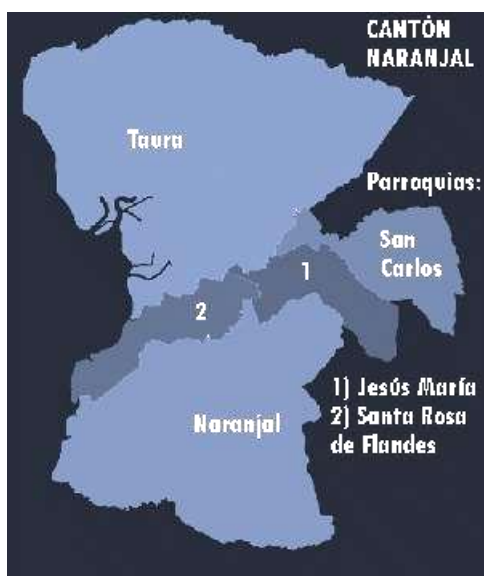 CANTÓN
NARANJAL
Taura
Parroquias:
San
Carlos
1
2
1) Jesús María
2) Santa Rosa
de Flandes
Naranjal